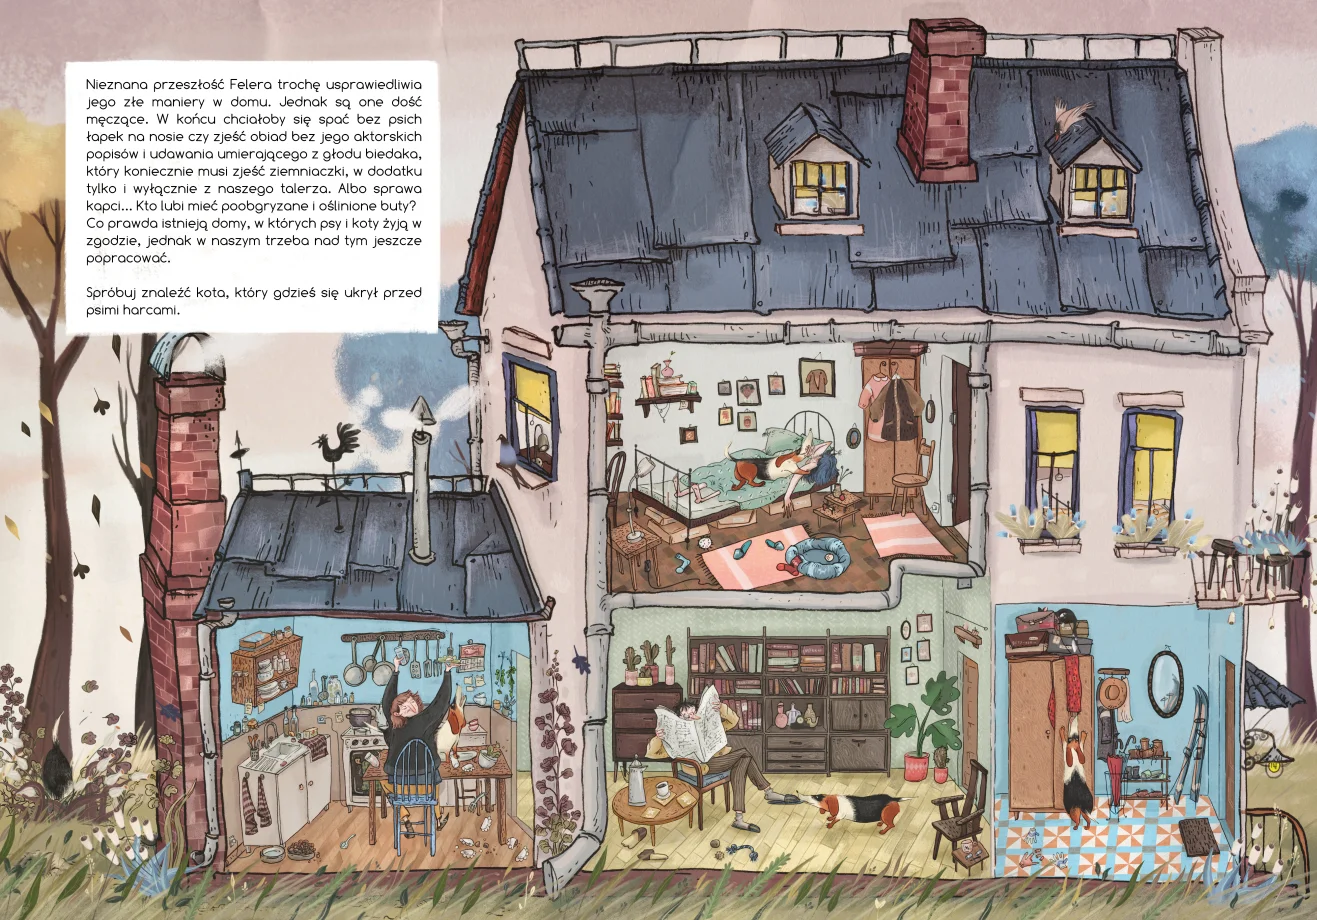 Nieznana przeszłość Felera trochę usprawiedliwia
jego złe maniery w domu. Jednak są one dość
męczące. W końcu chciałoby się spać bez psich
łapek na nosie czy zjeść obiad bez jego aktorskich
popisów i udawania umierającego z głodu biedaka,
który koniecznie musi zjeść ziemniaczki, w dodatku
tylko i wyłącznie z naszego talerza. Albo sprawa
kapci... Kto lubi mieć poobgryzane i oślinione buty?
Co prawda istnieją domy, w których psy i koty żyją w
zgodzie, jednak w naszym trzeba nad tym jeszcze
popracować.
Spróbuj znaleźć kota, który gdzieś się ukrył przed
psimi harcami.